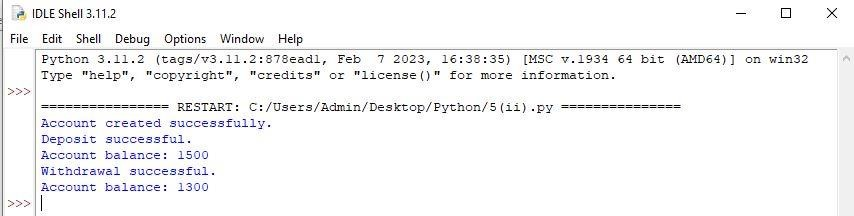 IDLE Shell 3.11.2
File Edit Shell Debug Options Window Help
Python 3.11.2 (tags/v3.11.2:878ead1, Feb  7 2023, 16:38:35) [MSC v.1934 64 bit (AMD64)] on win32
Type "help", "copyright", "credits" or "license()" for more information.
>>>
================ RESTART: C:/Users/Admin/Desktop/Python/5(ii).py ===============
Account created successfully.
Deposit successful.
Account balance: 1500
Withdrawal successful.
Account balance: 1300
>>>